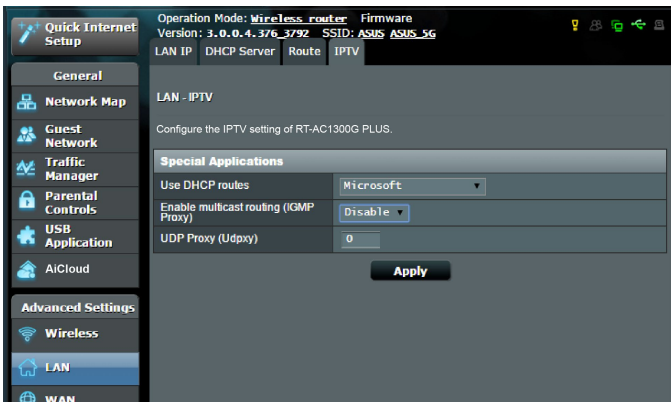 Quick Internet
Setup
Operation Mode: Wireless router Firmware
Version: 3.0.0.4.376_3792 SSID: ASUS ASUS_5G
LAN IP DHCP Server Route IPTV
General
Network Map
Guest
Network
Traffic
Manager
Parental
Controls
USB
Application
AiCloud
Advanced Settings
Wireless
LAN
WAN
LAN - IPTV
Configure the IPTV setting of RT-AC1300G PLUS.
Special Applications
Use DHCP routes Microsoft
Enable multicast routing (IGMP
Proxy) Disable
UDP Proxy (Udpxy) 0
Apply